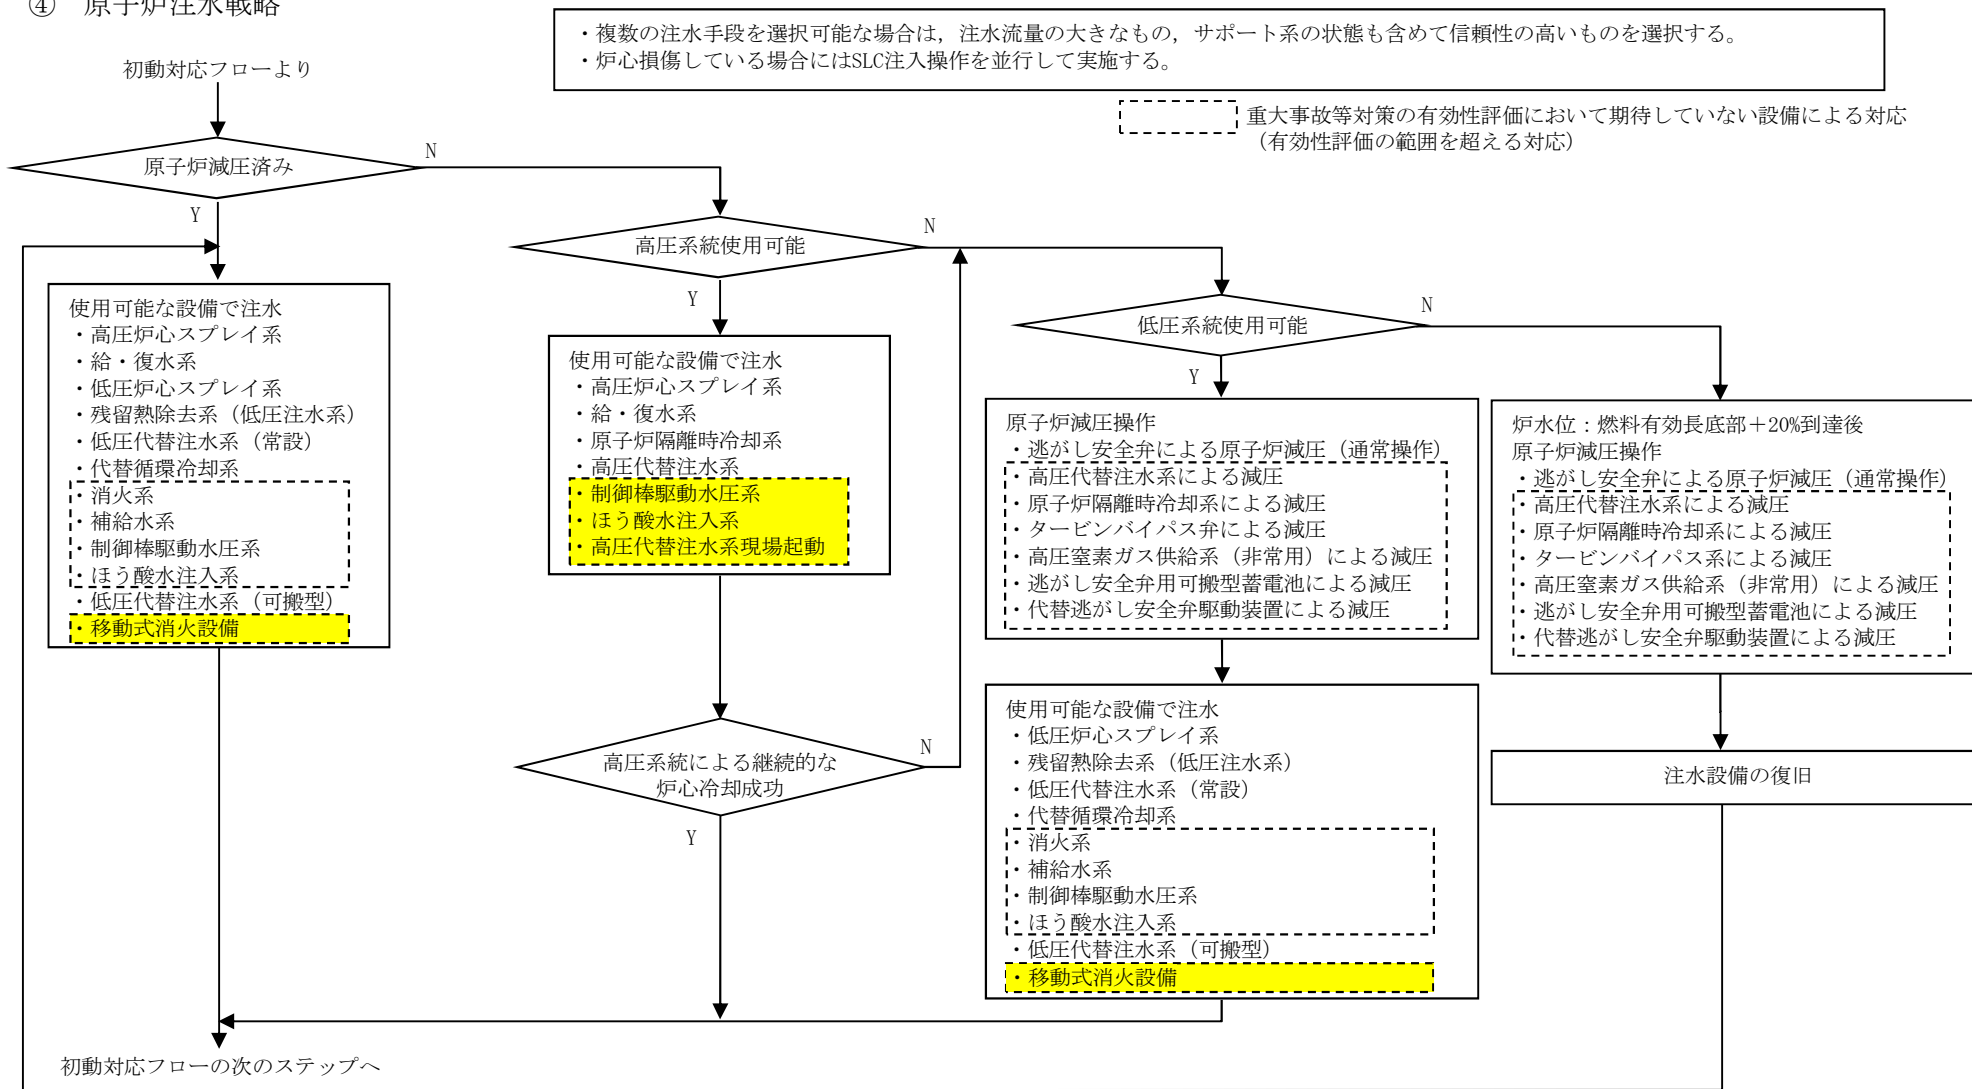 ④　原子炉注水戦略
・複数の注水手段を選択可能な場合は，注水流量の大きなもの，サポート系の状態も含めて信頼性の高いものを選択する。
・炉心損傷している場合にはSLC注入操作を並行して実施する。
重大事故等対策の有効性評価において期待していない設備による対応
（有効性評価の範囲を超える対応）
初動対応フローより
原子炉減圧済み
N
Y
使用可能な設備で注水
・高圧炉心スプレイ系
・給・復水系
・低圧炉心スプレイ系
・残留熱除去系（低圧注水系）
・低圧代替注水系（常設）
・代替循環冷却系
・消火系
・補給水系
・制御棒駆動水圧系
・ほう酸水注入系
・低圧代替注水系（可搬型）
・移動式消火設備
高圧系統使用可能
N
Y
使用可能な設備で注水
・高圧炉心スプレイ系
・給・復水系
・原子炉隔離時冷却系
・高圧代替注水系
・制御棒駆動水圧系
・ほう酸水注入系
・高圧代替注水系現場起動
高圧系統による継続的な
炉心冷却成功
N
Y
低圧系統使用可能
N
Y
原子炉減圧操作
・逃がし安全弁による原子炉減圧（通常操作）
・高圧代替注水系による減圧
・原子炉隔離時冷却系による減圧
・タービンバイパス弁による減圧
・高圧窒素ガス供給系（非常用）による減圧
・逃がし安全弁用可搬型蓄電池による減圧
・代替逃がし安全弁駆動装置による減圧
使用可能な設備で注水
・低圧炉心スプレイ系
・残留熱除去系（低圧注水系）
・低圧代替注水系（常設）
・代替循環冷却系
・消火系
・補給水系
・制御棒駆動水圧系
・ほう酸水注入系
・低圧代替注水系（可搬型）
・移動式消火設備
炉水位：燃料有効長底部＋20%到達後
原子炉減圧操作
・逃がし安全弁による原子炉減圧（通常操作）
・高圧代替注水系による減圧
・原子炉隔離時冷却系による減圧
・タービンバイパス系による減圧
・高圧窒素ガス供給系（非常用）による減圧
・逃がし安全弁用可搬型蓄電池による減圧
・代替逃がし安全弁駆動装置による減圧
注水設備の復旧
初動対応フローの次のステップへ